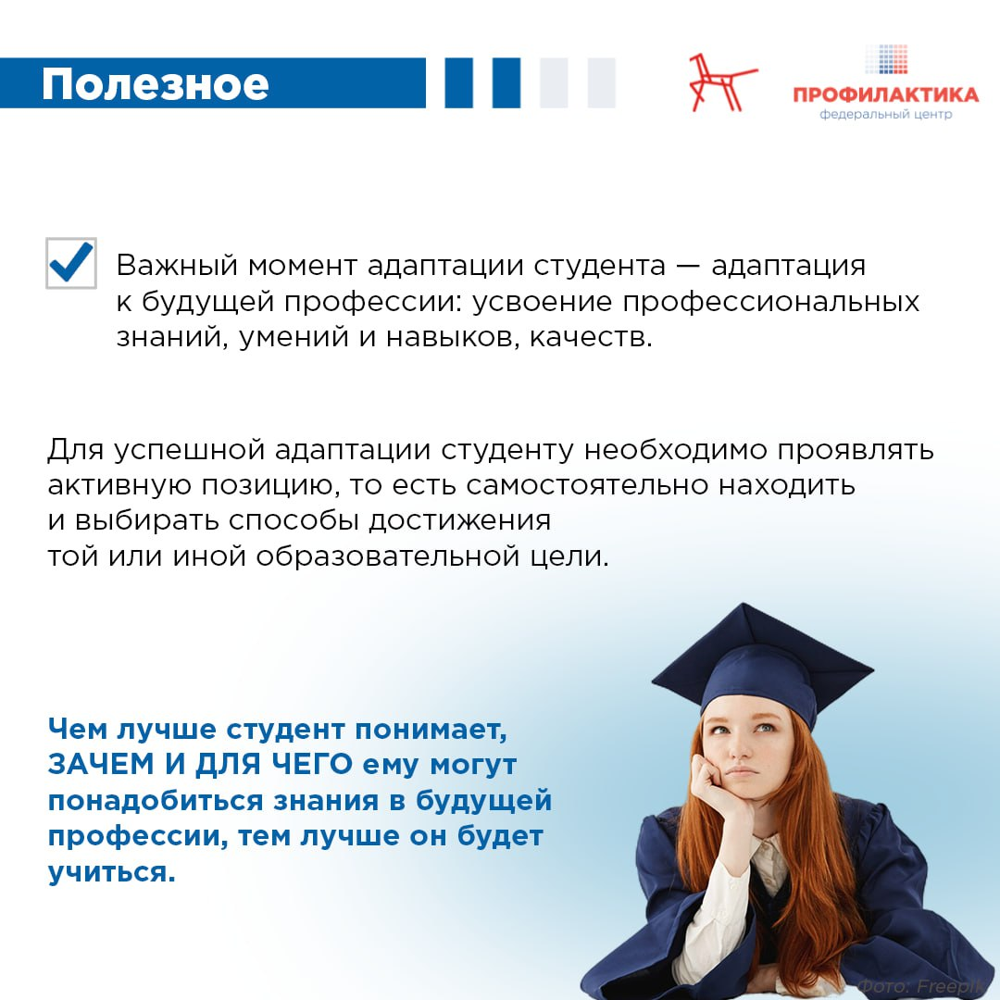 Полезное
ПРОФИЛАКТИКА
федеральный центр
Важный момент адаптации студента — адаптация
к будущей профессии: усвоение профессиональных
знаний, умений и навыков, качеств.
Для успешной адаптации студенту необходимо проявлять
активную позицию, то есть самостоятельно находить
и выбирать способы достижения
той или иной образовательной цели.
Чем лучше студент понимает,
ЗАЧЕМ И ДЛЯ ЧЕГО ему могут
понадобиться знания в будущей
профессии, тем лучше он будет
учиться.
Фото: Freepik